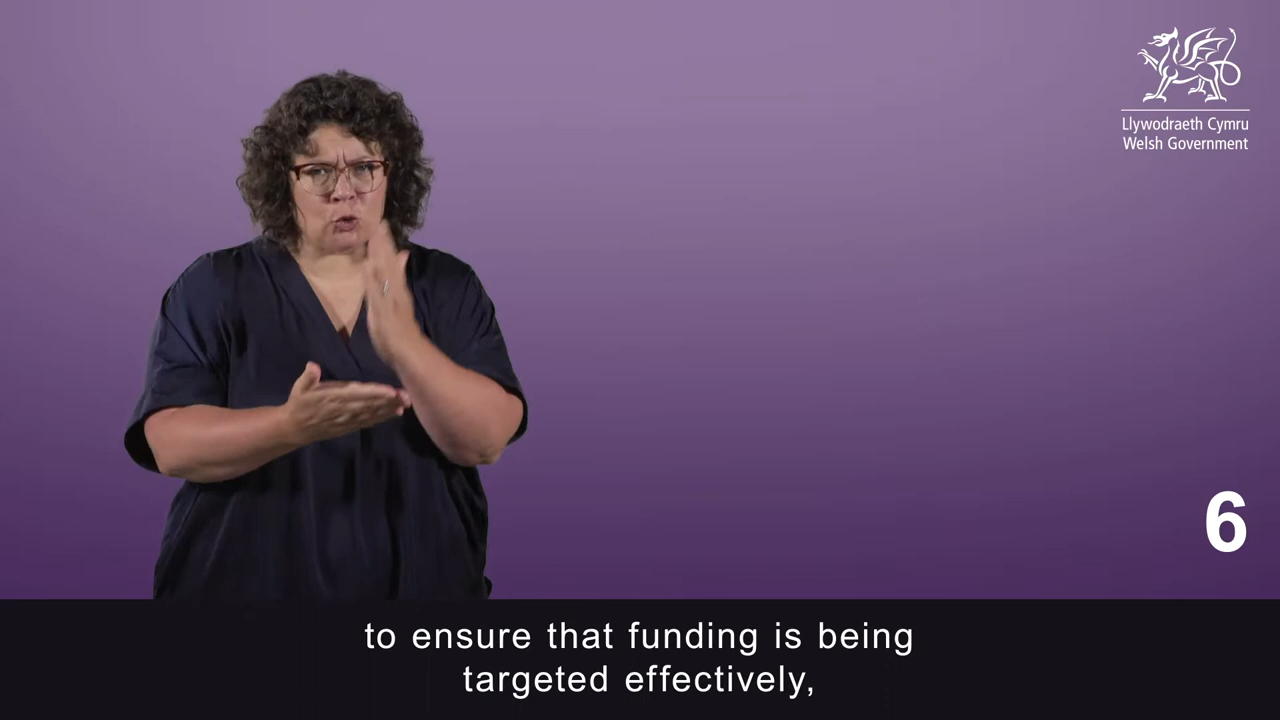 Llywodraeth Cymru
Welsh Government
6
to ensure that funding is being
targeted effectively,